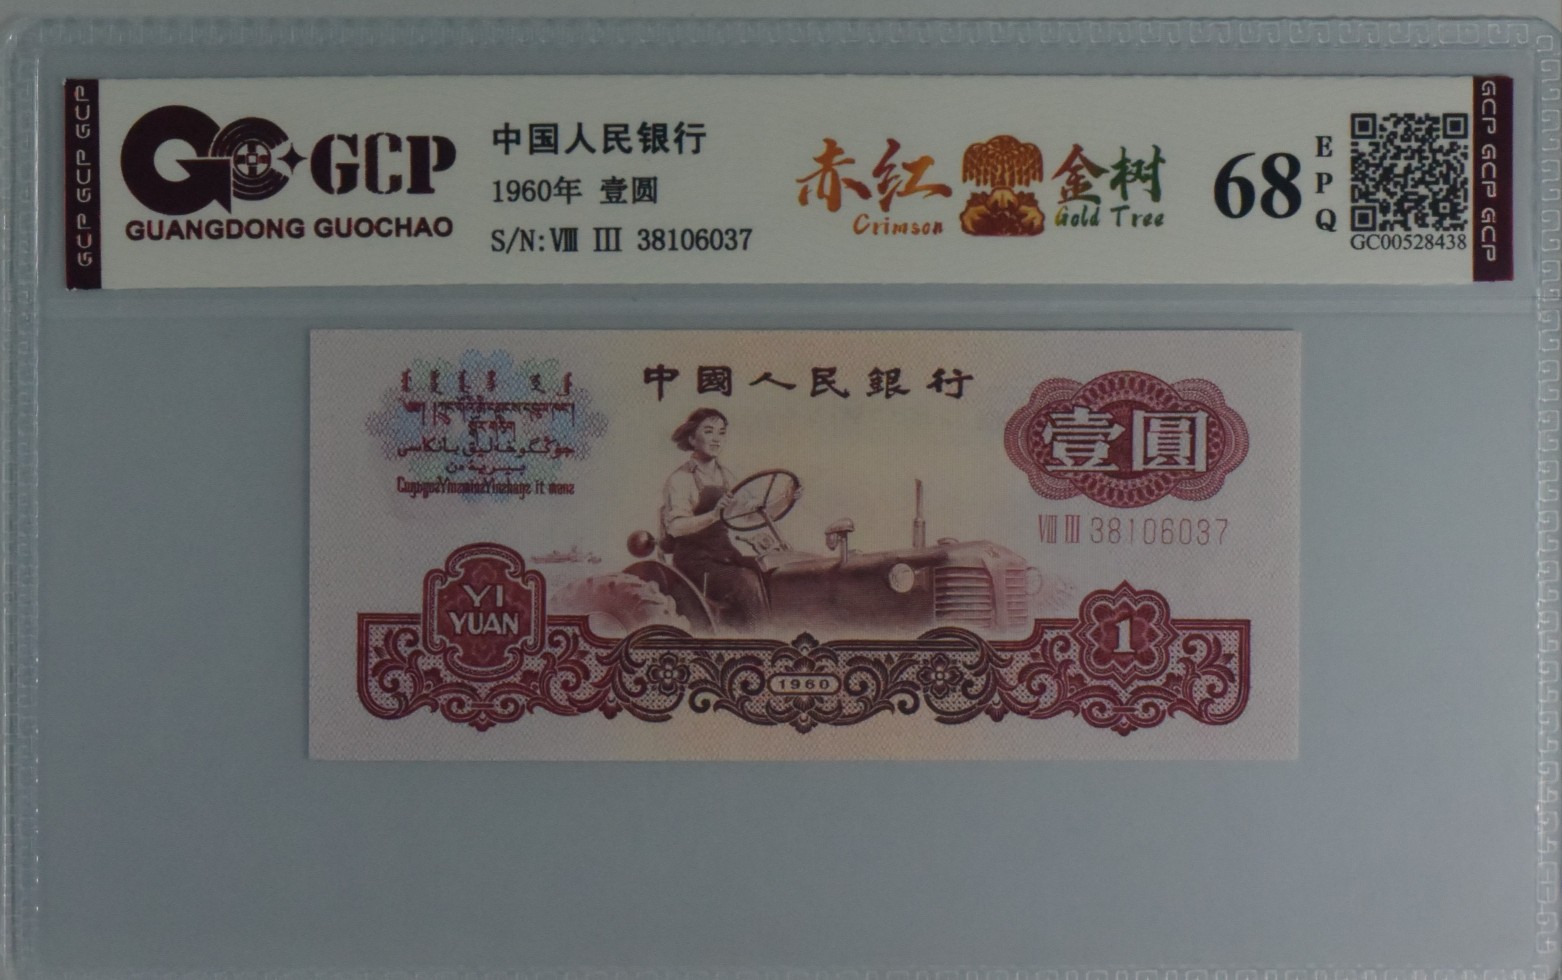 GCP GCP GCP
GCP
GUANGDONG GUOCHAO
中国人民银行
1960年 壹圆
S/N: Ⅷ Ⅲ 38106037
赤红 金树
Crimson Gold Tree
68
EPQ
GC00528438
GCP GCP GCP
中國人民銀行
壹圓
Ⅷ Ⅲ 38106037
YI
YUAN
1960
1